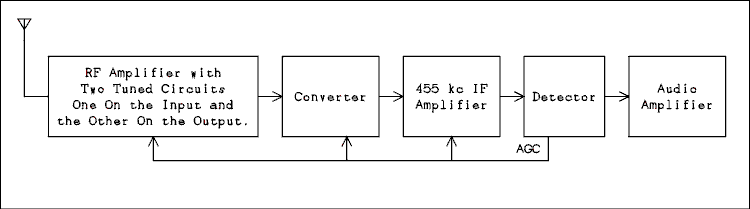 RF Amplifier with
Two Tuned Circuits
One On the Input and
the Other On the Output.
Converter
455 kc IF
Amplifier
Detector
Audio
Amplifier
AGC